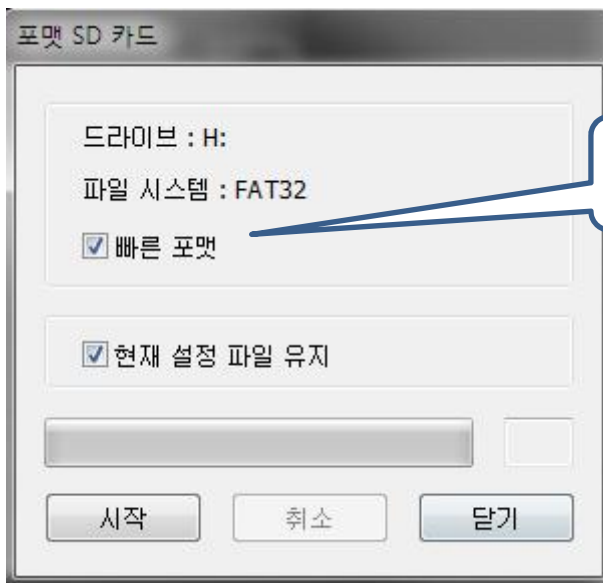 포맷 SD 카드
드라이브 : H:
파일 시스템 : FAT32
빠른 포맷
현재 설정 파일 유지
시작
취소
닫기